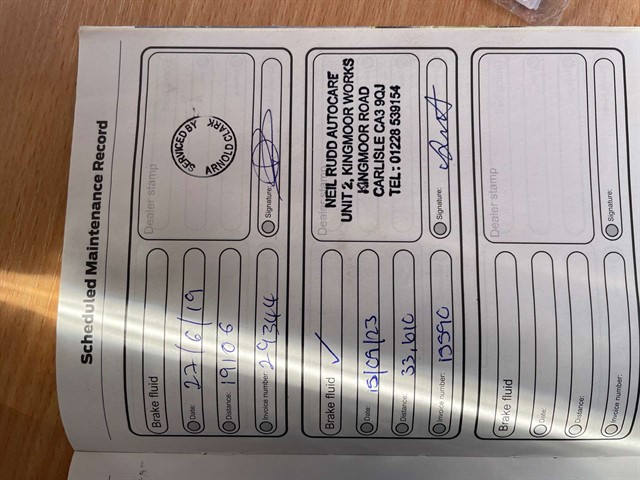 Scheduled Maintenance Record
Brake fluid
Date: 27/6/19
Distance: 19106
Invoice number: 29344
Dealer stamp
SERVICED BY
ARNOLD CLARK
Signature:
Brake fluid ✓
Date: 15/09/23
Distance: 33,610
Invoice number: 13590
NEIL RUDD AUTOCARE
UNIT 2, KINGMOOR WORKS
KINGMOOR ROAD
CARLISLE CA3 9QJ
TEL: 01228 539154
Signature:
Brake fluid
Date:
Distance:
Invoice number:
Dealer stamp
Signature: